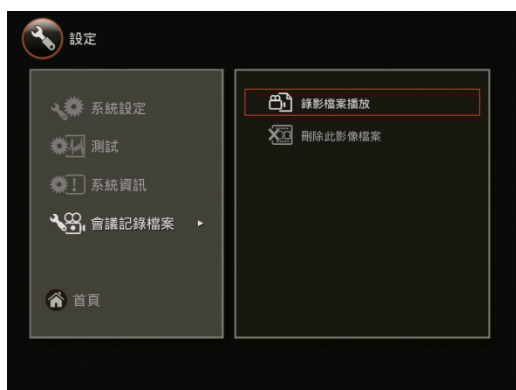 設定
系統設定
測試
系統資訊
會議記錄檔案
首頁
錄影檔案播放
刪除此影像檔案